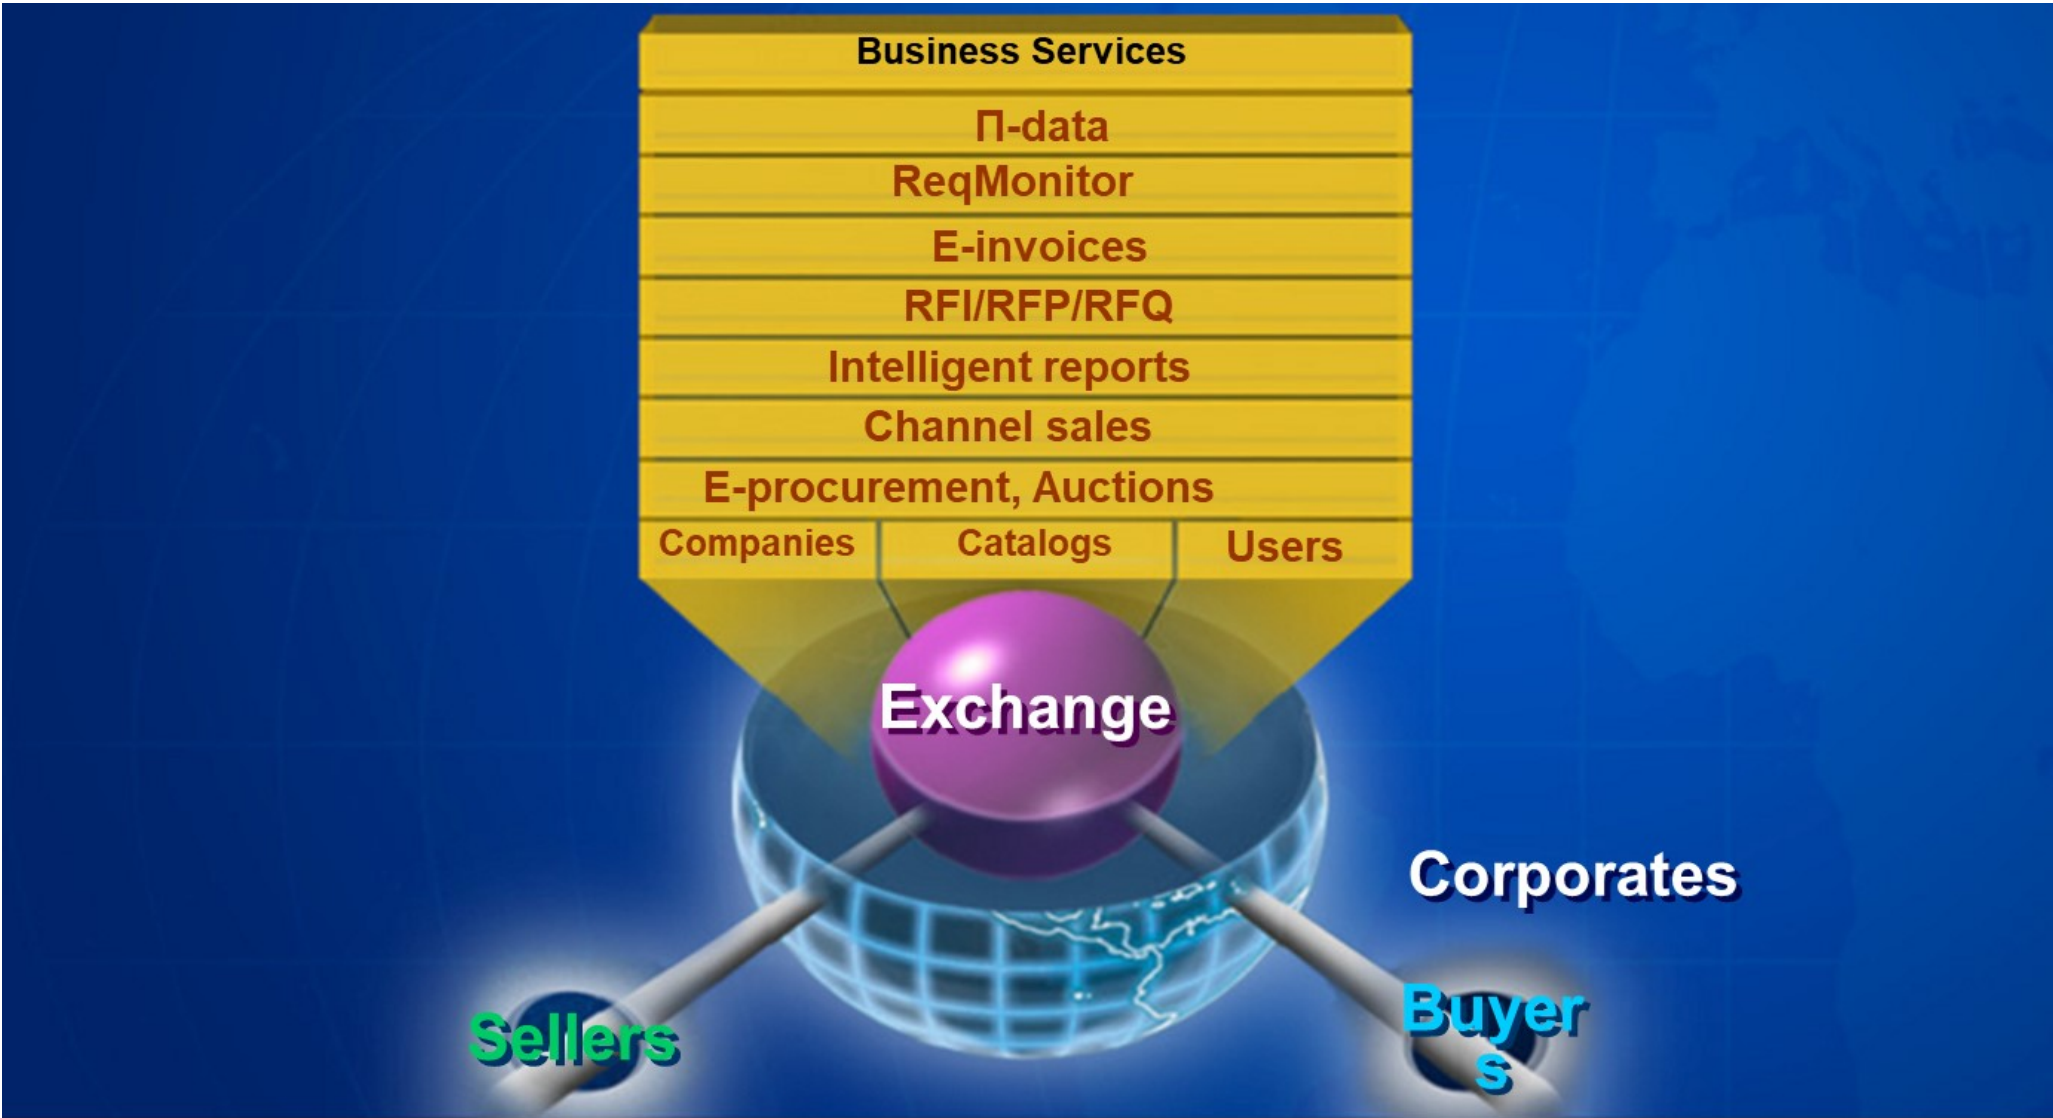 Business Services
Π-data
ReqMonitor
E-invoices
RFI/RFP/RFQ
Intelligent reports
Channel sales
E-procurement, Auctions
Companies Catalogs Users
Exchange
Corporates
Sellers
Buyer
s